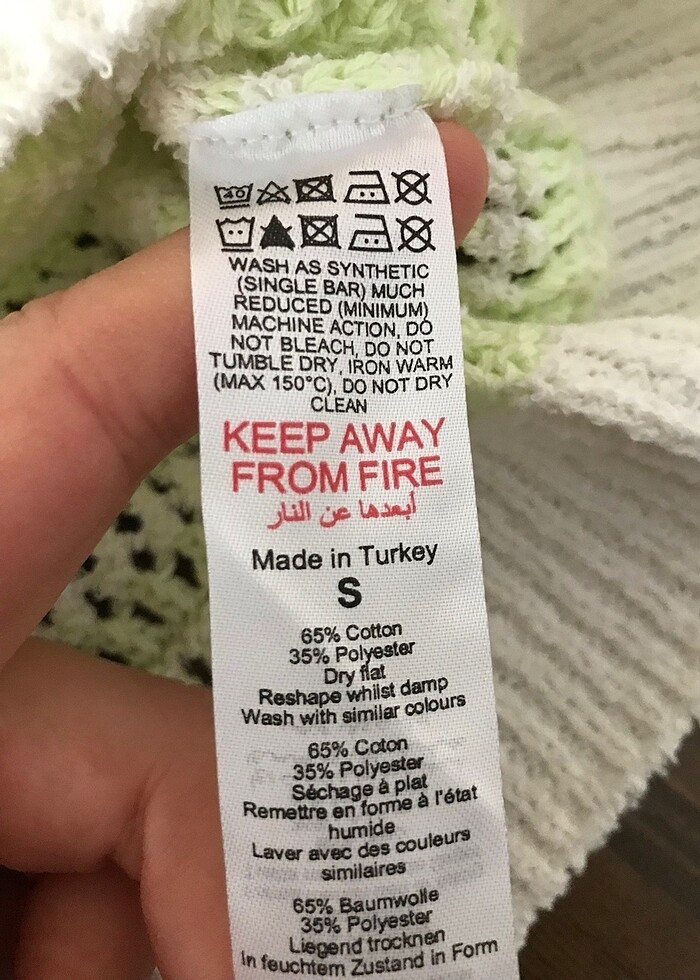 40
WASH AS SYNTHETIC
(SINGLE BAR) MUCH
REDUCED (MINIMUM)
MACHINE ACTION, DO
NOT BLEACH, DO NOT
TUMBLE DRY, IRON WARM
(MAX 150°C), DO NOT DRY
CLEAN
KEEP AWAY
FROM FIRE
أبعدها عن النار
Made in Turkey
S
65% Cotton
35% Polyester
Dry flat
Reshape whilst damp
Wash with similar colours
65% Coton
35% Polyester
Séchage à plat
Remettre en forme à l'état
humide
Laver avec des couleurs
similaires
65% Baumwolle
35% Polyester
Liegend trocknen
In feuchtem Zustand in Form